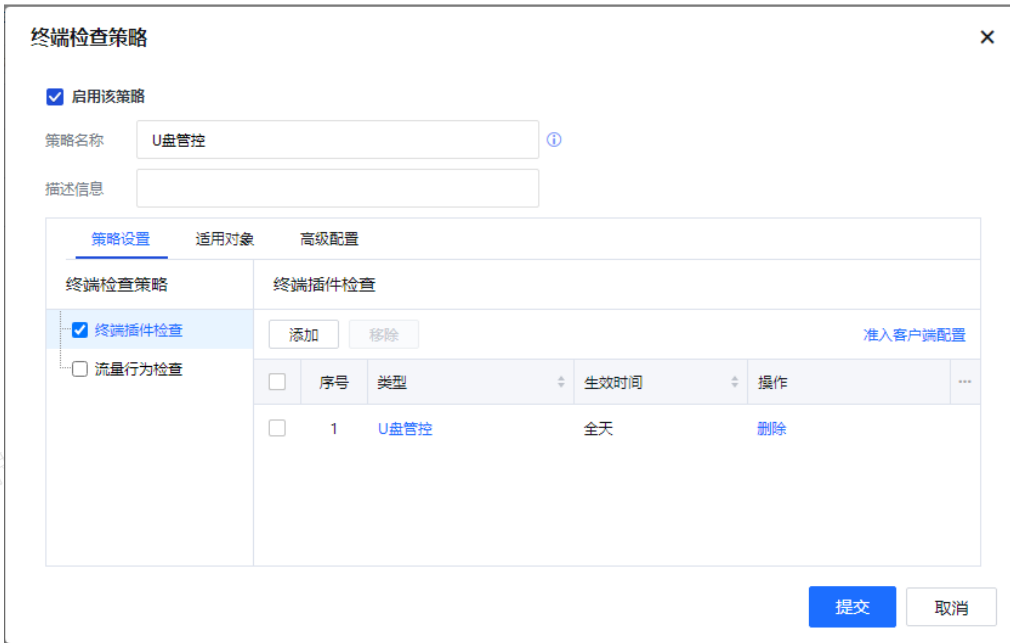 终端检查策略
启用该策略
策略名称 U盘管控
描述信息
策略设置 适用对象 高级配置
终端检查策略 终端插件检查
终端插件检查 添加 移除 准入客户端配置
流量行为检查
序号 类型 生效时间 操作 ...
1 U盘管控 全天 删除
提交 取消